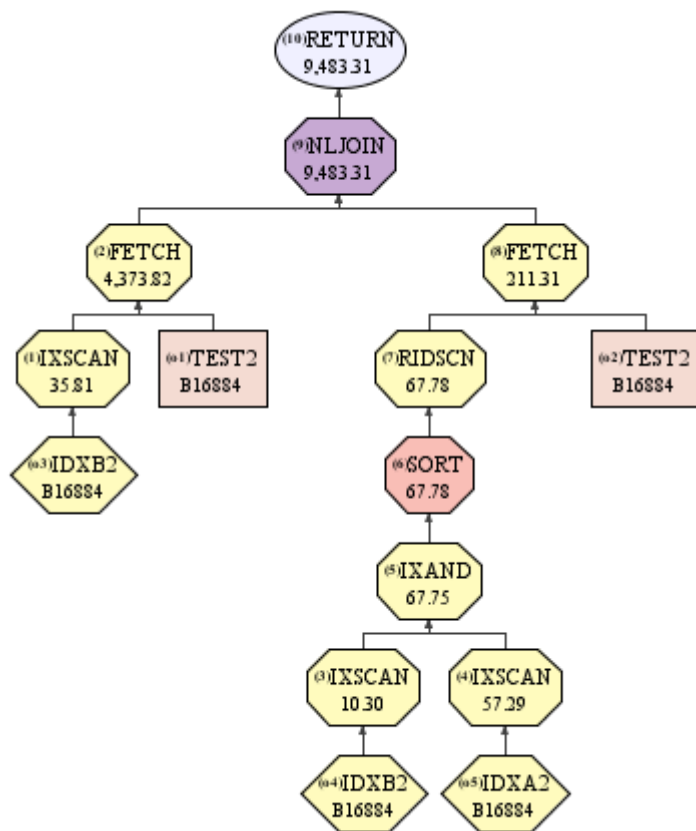 (10)RETURN
9,483.31
(9)NLJOIN
9,483.31
(2)FETCH
4,373.82
(8)FETCH
211.31
(1)IXSCAN
35.81
(o1)TEST2
B16884
(7)RIDSCN
67.78
(o2)TEST2
B16884
(o3)IDXB2
B16884
(6)SORT
67.78
(5)IXAND
67.75
(3)IXSCAN
10.30
(4)IXSCAN
57.29
(o4)IDXB2
B16884
(o5)IDXA2
B16884